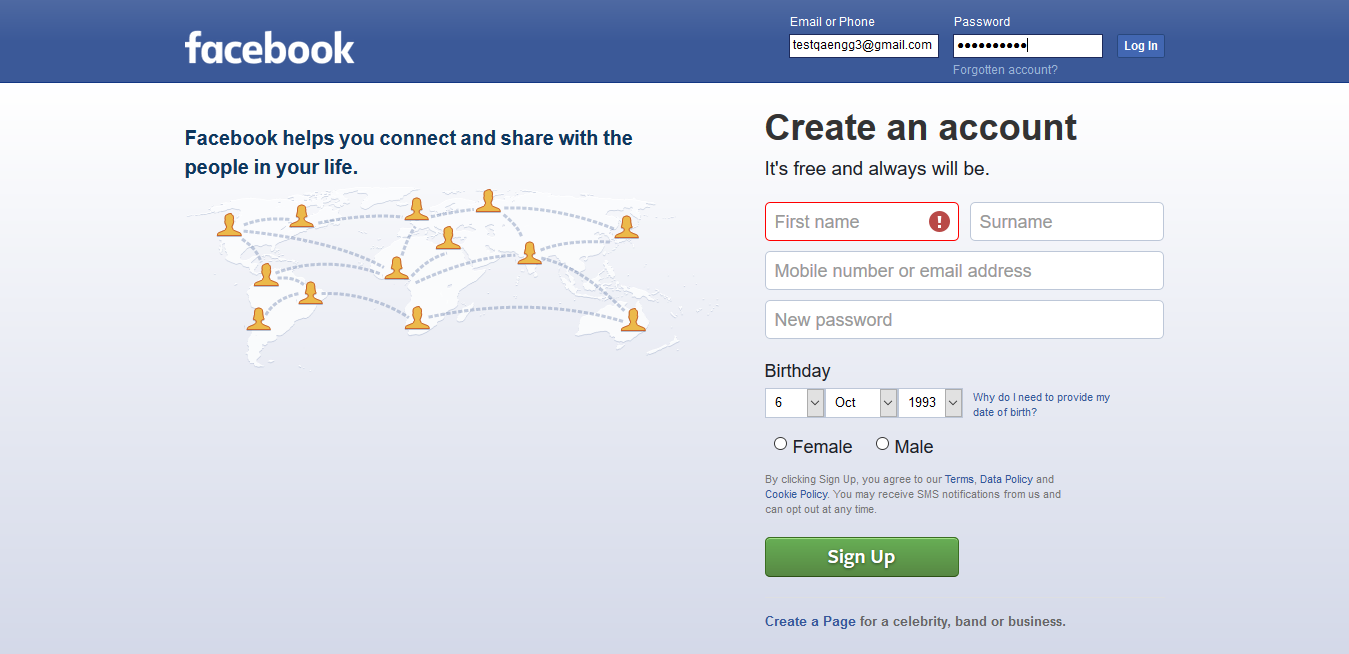 facebook
Email or Phone
Password
testqaengg3@gmail.com
••••••••••
Log In
Forgotten account?
Facebook helps you connect and share with the
people in your life.
Create an account
It's free and always will be.
First name
Surname
Mobile number or email address
New password
Birthday
6 Oct 1993
Why do I need to provide my
date of birth?
Female Male
By clicking Sign Up, you agree to our Terms, Data Policy and
Cookie Policy. You may receive SMS notifications from us and
can opt out at any time.
Sign Up
Create a Page for a celebrity, band or business.